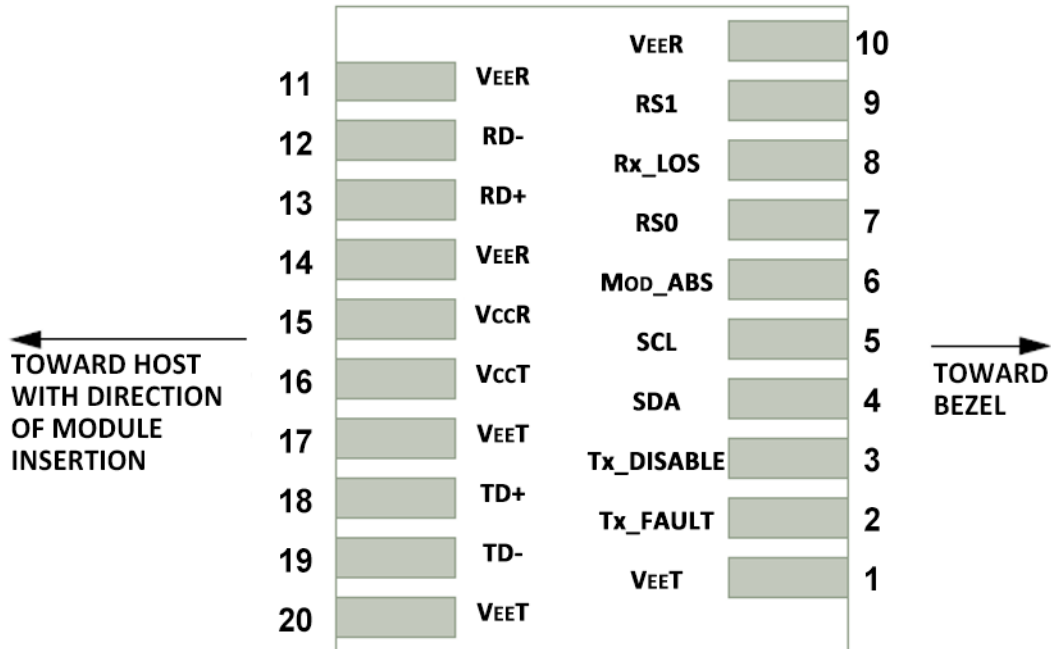 VEER 10
11 VEER
RS1 9
12 RD-
Rx_LOS 8
13 RD+
RS0 7
14 VEER
MOD_ABS 6
15 VCCR
SCL 5
TOWARD HOST
WITH DIRECTION
OF MODULE
INSERTION
TOWARD
BEZEL
16 VCCT
SDA 4
17 VEET
Tx_DISABLE 3
18 TD+
Tx_FAULT 2
19 TD-
VEET 1
20 VEET